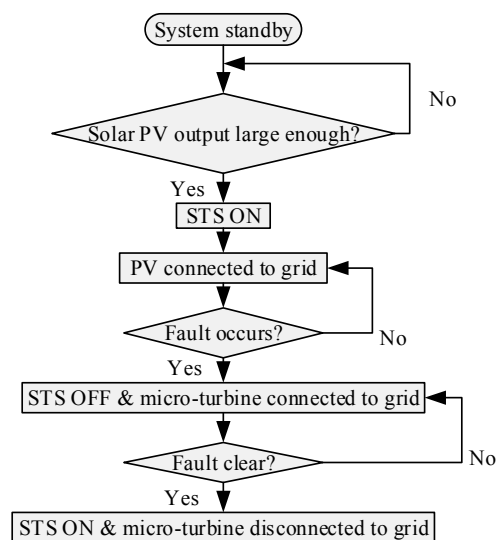 System standby
No
Solar PV output large enough?
Yes
STS ON
PV connected to grid
Fault occurs?
No
Yes
STS OFF & micro-turbine connected to grid
Fault clear?
No
Yes
STS ON & micro-turbine disconnected to grid